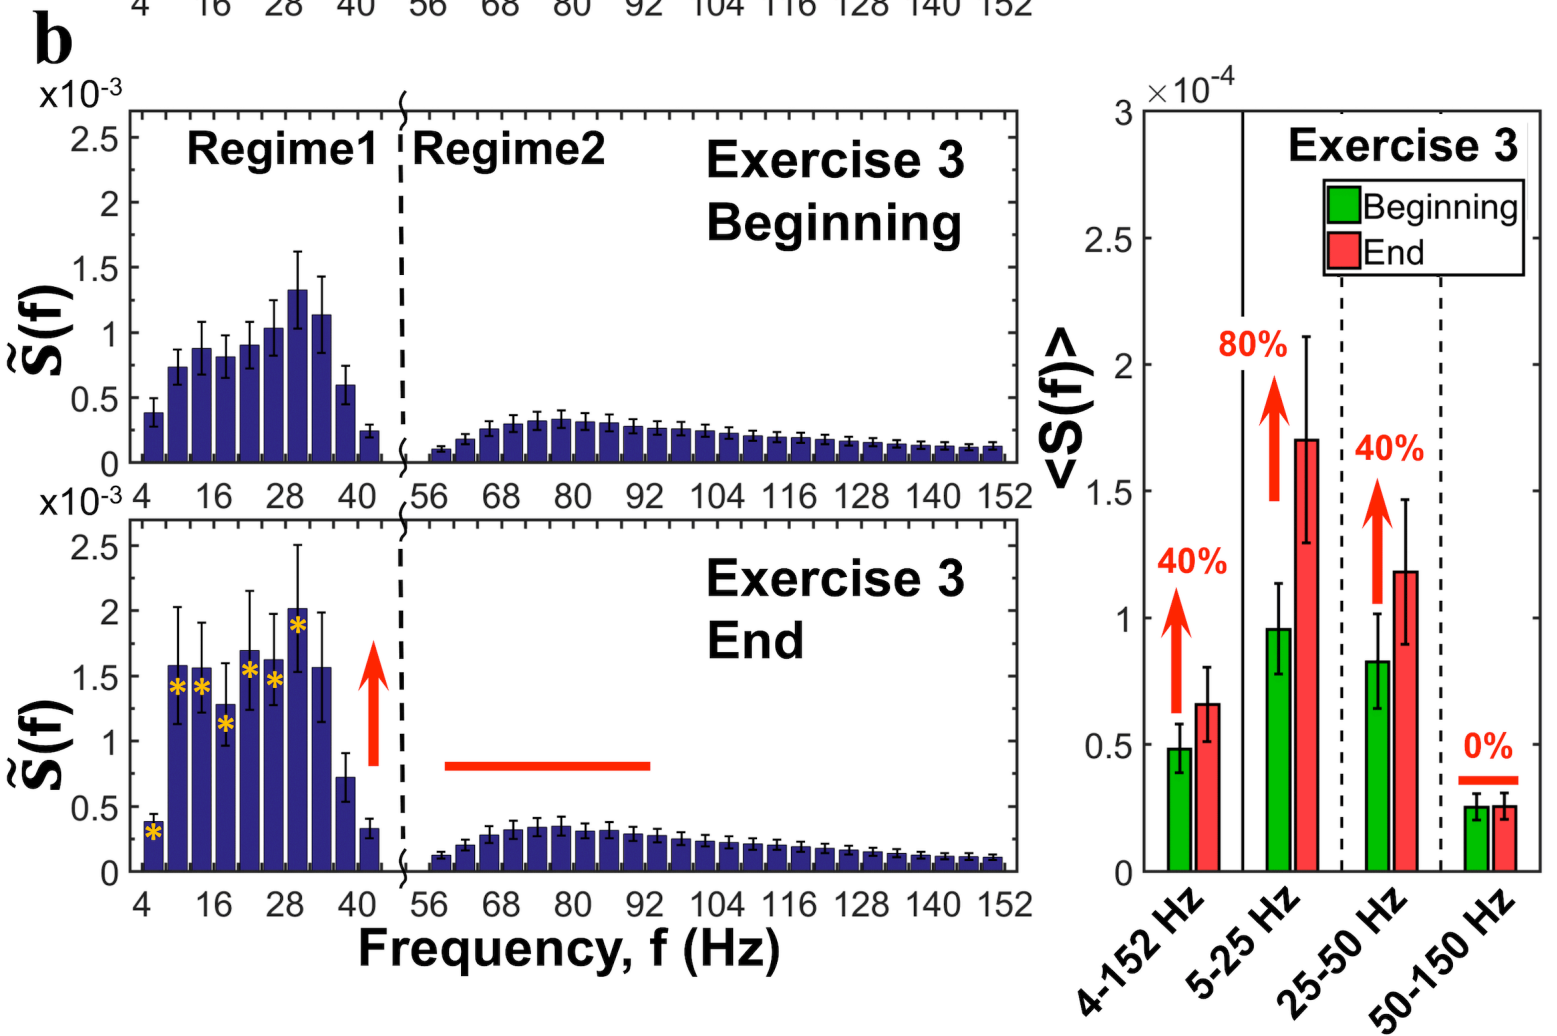 4 16 28 40 56 68 80 92 104 116 128 140 152
b
x10-3
Regime1 Regime2
Exercise 3
Beginning
2.5
2
1.5
1
0.5
0
S̃(f)
4 16 28 40 56 68 80 92 104 116 128 140 152
x10-3
Exercise 3
End
2.5
2
1.5
1
0.5
0
S̃(f)
* * * * * * *
4 16 28 40 56 68 80 92 104 116 128 140 152
Frequency, f (Hz)
×10-4
Exercise 3
Beginning
End
3
2.5
2
1.5
1
0.5
0
<S(f)>
40%
80%
40%
0%
4-152 Hz
5-25 Hz
25-50 Hz
50-150 Hz